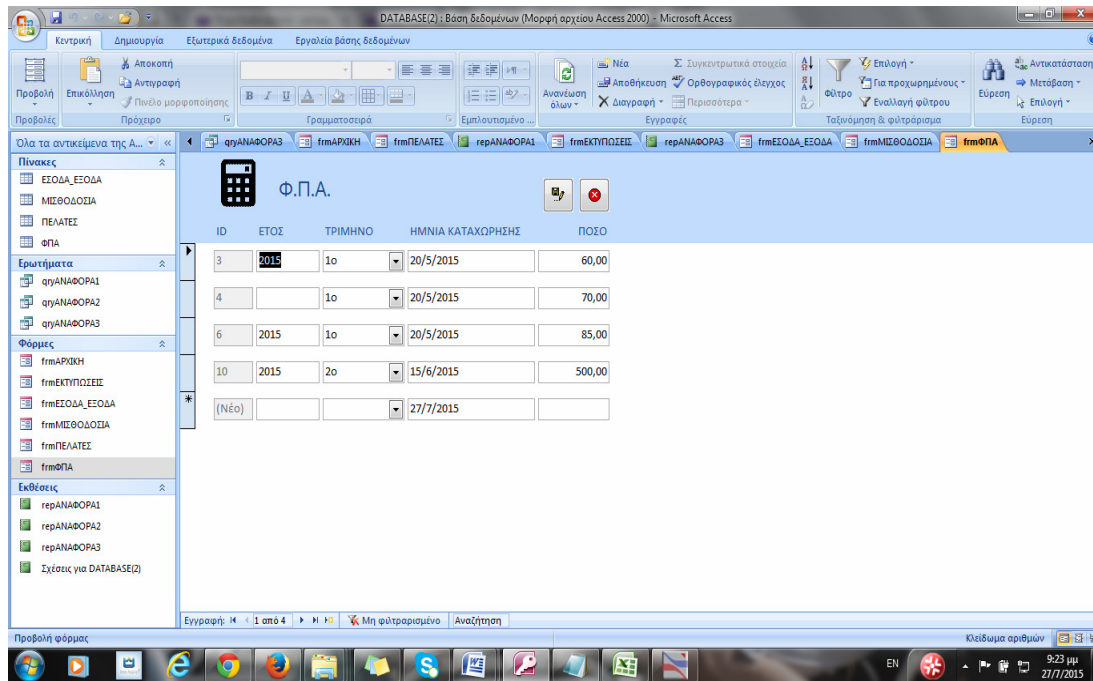 DATABASE(2) : Βάση δεδομένων (Μορφή αρχείου Access 2000) - Microsoft Access
Κεντρική Δημιουργία Εξωτερικά δεδομένα Εργαλεία βάσης δεδομένων
Προβολή
Επικόλληση
Αποκοπή
Αντιγραφή
Πινέλο μορφοποίησης
B I U A
Ανανέωση όλων
Νέα
Αποθήκευση
Διαγραφή
Συγκεντρωτικά στοιχεία
Ορθογραφικός έλεγχος
Περισσότερα
Φίλτρο
Επιλογή
Για προχωρημένους
Εναλλαγή φίλτρου
Εύρεση
Αντικατάσταση
Μετάβαση
Επιλογή
Προβολές Πρόχειρο Γραμματοσειρά Εμπλουτισμένο ... Εγγραφές Ταξινόμηση & φιλτράρισμα Εύρεση
Όλα τα αντικείμενα της A...
qryΑΝΑΦΟΡΑ3 frmΑΡΧΙΚΗ frmΠΕΛΑΤΕΣ repΑΝΑΦΟΡΑ1 frmΕΚΤΥΠΩΣΕΙΣ repΑΝΑΦΟΡΑ3 frmΕΣΟΔΑ_ΕΞΟΔΑ frmΜΙΣΘΟΔΟΣΙΑ frmΦΠΑ
Πίνακες
ΕΣΟΔΑ_ΕΞΟΔΑ
ΜΙΣΘΟΔΟΣΙΑ
ΠΕΛΑΤΕΣ
ΦΠΑ
Ερωτήματα
qryΑΝΑΦΟΡΑ1
qryΑΝΑΦΟΡΑ2
qryΑΝΑΦΟΡΑ3
Φόρμες
frmΑΡΧΙΚΗ
frmΕΚΤΥΠΩΣΕΙΣ
frmΕΣΟΔΑ_ΕΞΟΔΑ
frmΜΙΣΘΟΔΟΣΙΑ
frmΠΕΛΑΤΕΣ
frmΦΠΑ
Εκθέσεις
repΑΝΑΦΟΡΑ1
repΑΝΑΦΟΡΑ2
repΑΝΑΦΟΡΑ3
Σχέσεις για DATABASE(2)
Φ.Π.Α.
ID ΕΤΟΣ ΤΡΙΜΗΝΟ ΗΜΝΙΑ ΚΑΤΑΧΩΡΗΣΗΣ ΠΟΣΟ
3 2015 1ο 20/5/2015 60,00
4 1ο 20/5/2015 70,00
6 2015 1ο 20/5/2015 85,00
10 2015 2ο 15/6/2015 500,00
(Νέο) 27/7/2015
Εγγραφή: 1 από 4 Μη φιλτραρισμένο Αναζήτηση
Προβολή φόρμας Κλείδωμα αριθμών
EN 9:23 μμ
27/7/2015